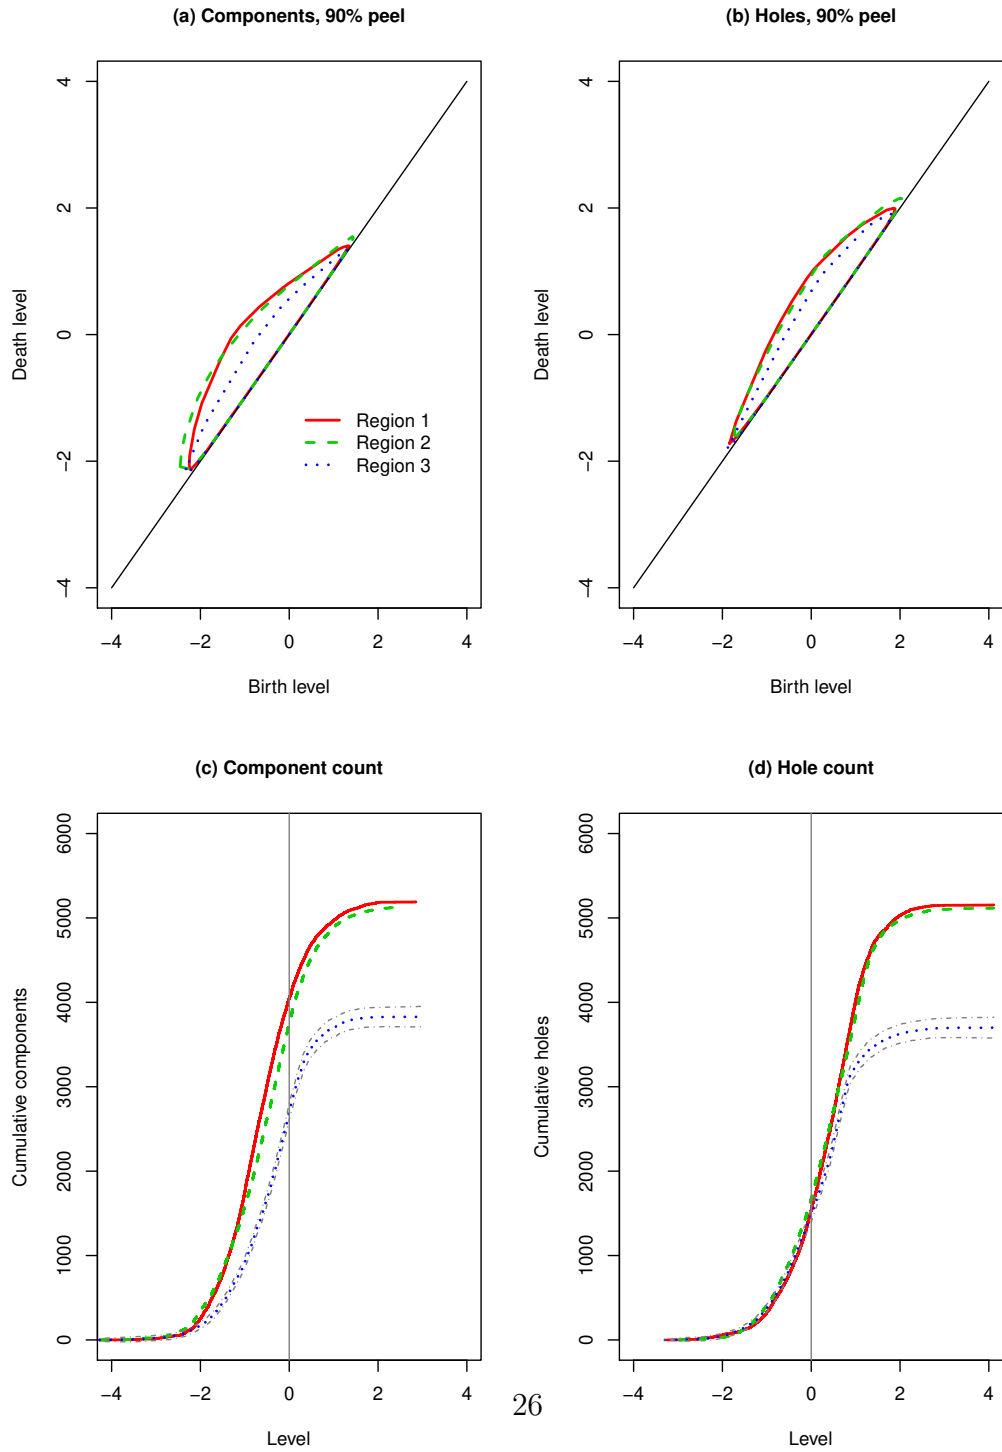 (a) Components, 90% peel
Death level
4
2
0
−2
−4
Region 1
Region 2
Region 3
−4 −2 0 2 4
Birth level
(b) Holes, 90% peel
Death level
4
2
0
−2
−4
−4 −2 0 2 4
Birth level
(c) Component count
Cumulative components
6000
5000
4000
3000
2000
1000
0
−4 −2 0 2 4
Level
(d) Hole count
Cumulative holes
6000
5000
4000
3000
2000
1000
0
−4 −2 0 2 4
Level
26